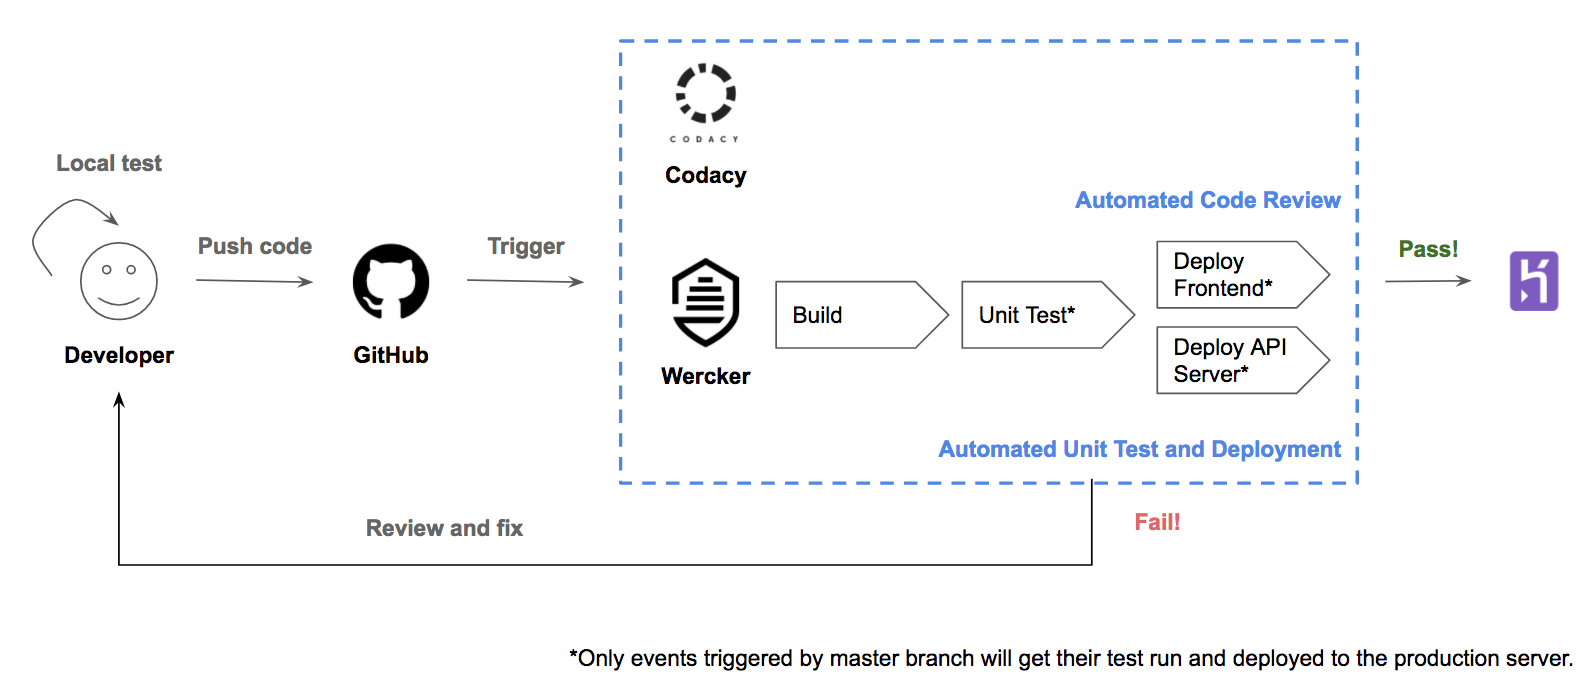 Local test
Push code
Developer
GitHub
Trigger
CODACY
Codacy
Automated Code Review
Wercker
Build
Unit Test*
Deploy
Frontend*
Deploy API
Server*
Automated Unit Test and Deployment
Pass!
Fail!
Review and fix
*Only events triggered by master branch will get their test run and deployed to the production server.